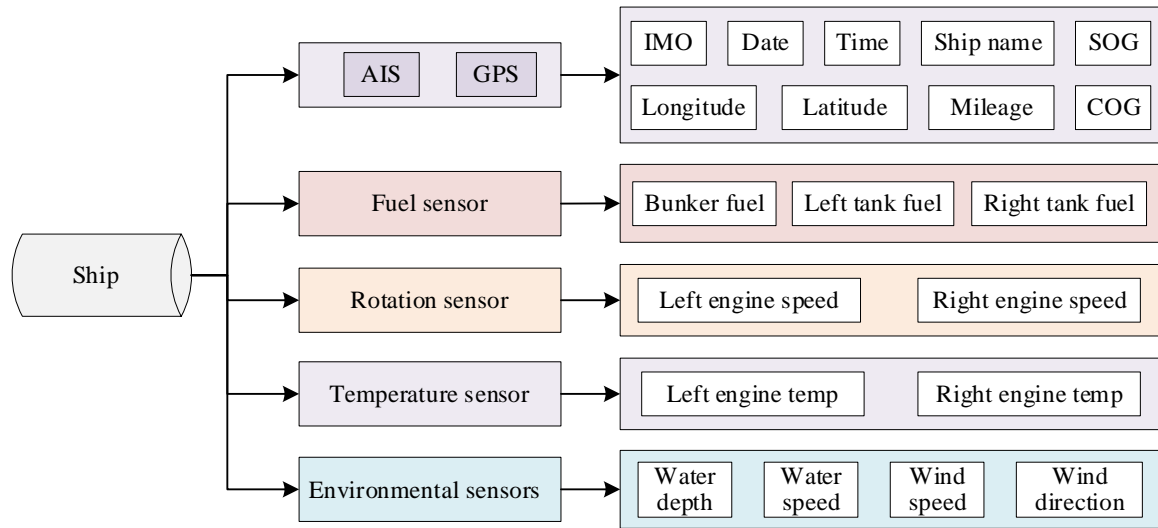 IMO Date Time Ship name SOG
AIS GPS
Longitude Latitude Mileage COG
Fuel sensor
Bunker fuel Left tank fuel Right tank fuel
Ship
Rotation sensor
Left engine speed Right engine speed
Temperature sensor
Left engine temp Right engine temp
Environmental sensors
Water depth
Water speed
Wind speed
Wind direction